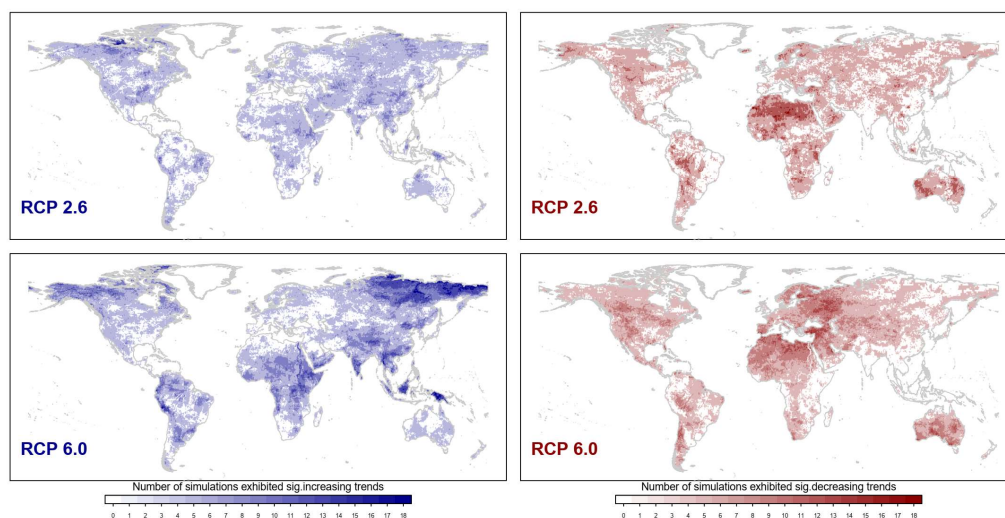 RCP 2.6
RCP 2.6
RCP 6.0
RCP 6.0
Number of simulations exhibited sig.increasing trends
0 1 2 3 4 5 6 7 8 9 10 11 12 13 14 15 16 17 18
Number of simulations exhibited sig.decreasing trends
0 1 2 3 4 5 6 7 8 9 10 11 12 13 14 15 16 17 18